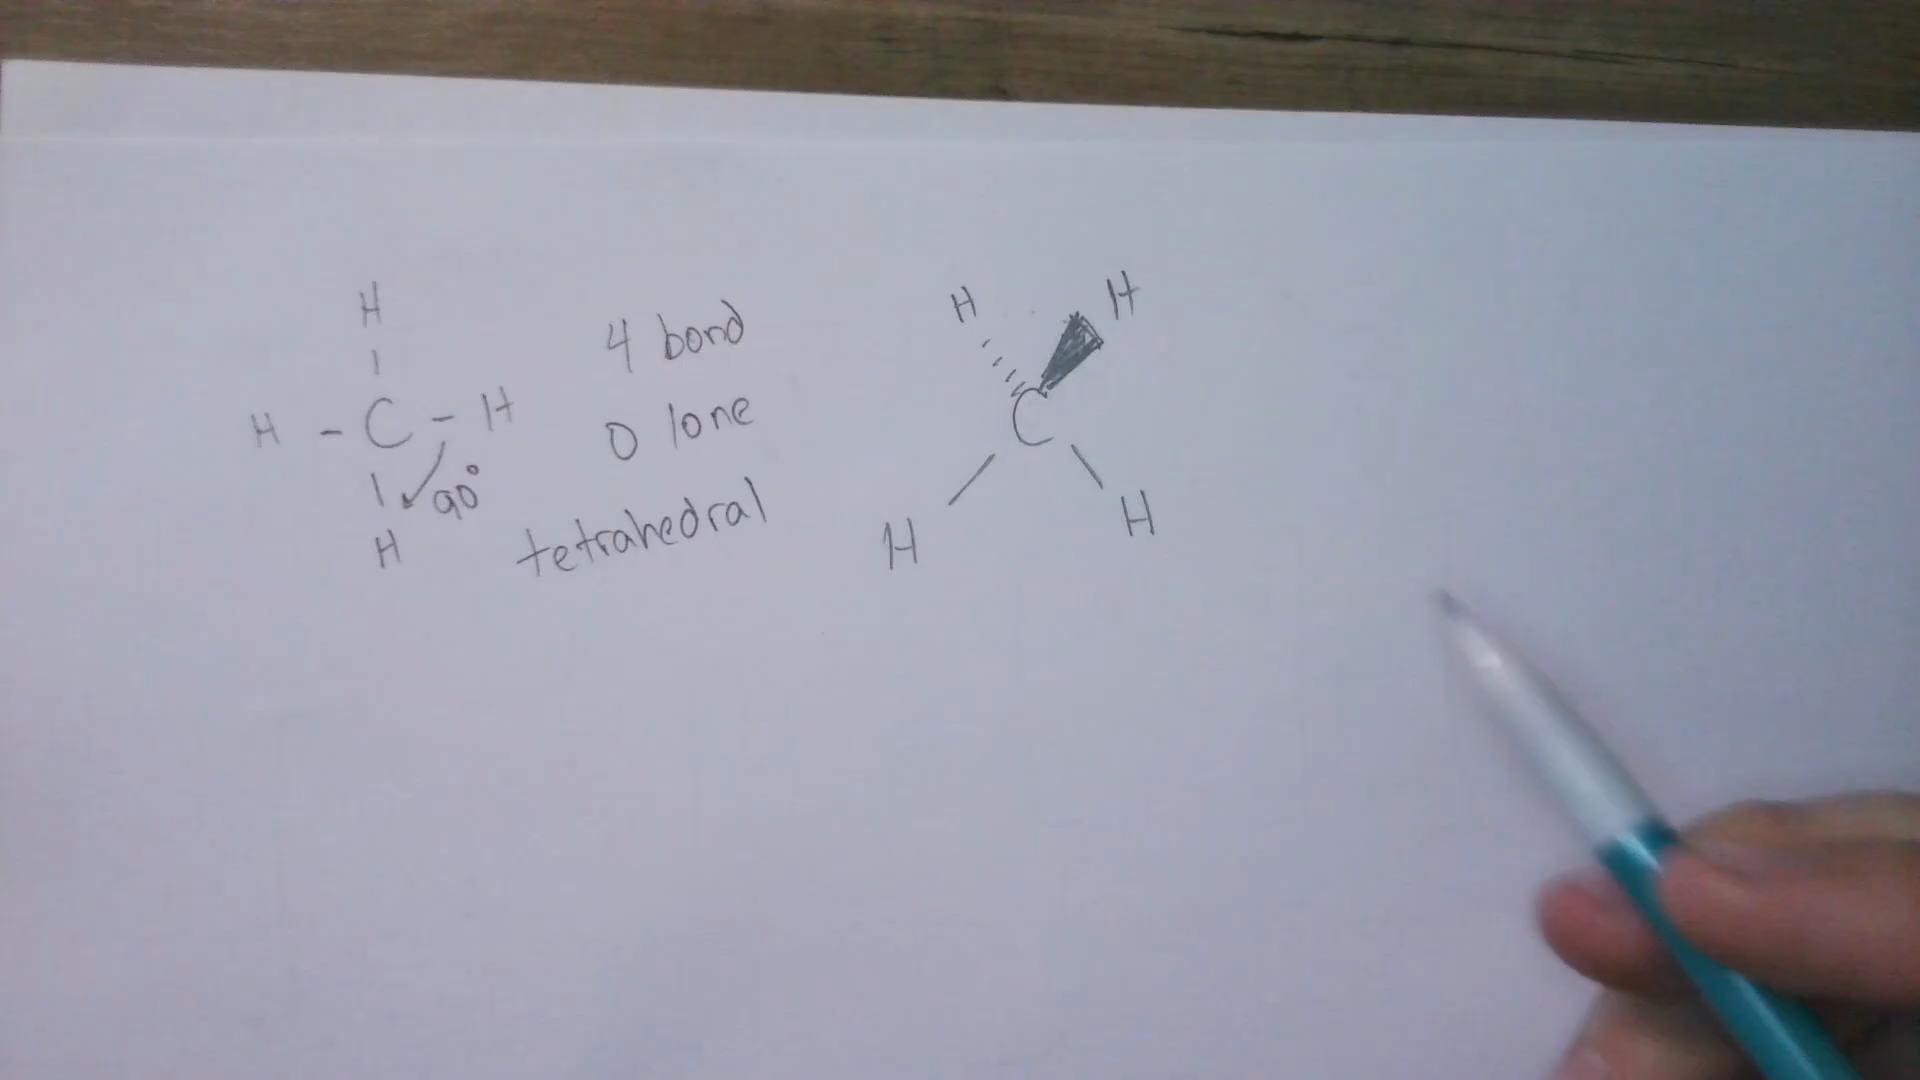 H
H - C - H
90°
H
4 bond
0 lone
tetrahedral
H H
C
H H